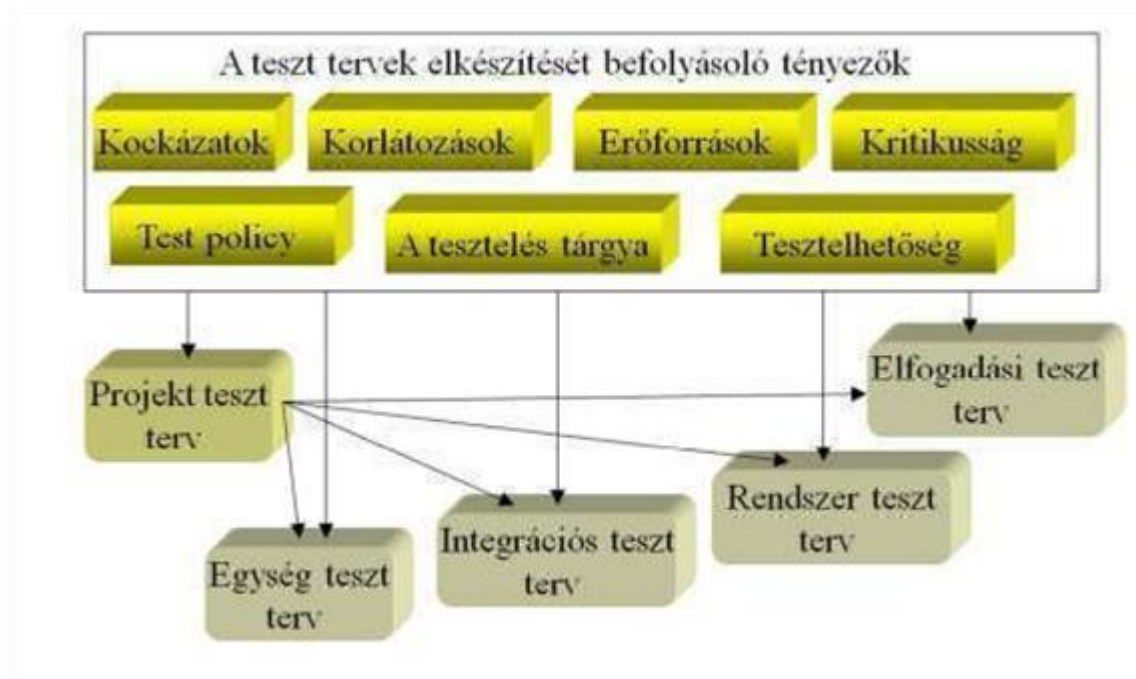 A teszt tervek elkészítését befolyásoló tényezők
Kockázatok
Korlátozások
Erőforrások
Kritikusság
Test policy
A tesztelés tárgya
Tesztelhetőség
Projekt teszt
terv
Elfogadási teszt
terv
Rendszer teszt
terv
Integrációs teszt
terv
Egység teszt
terv